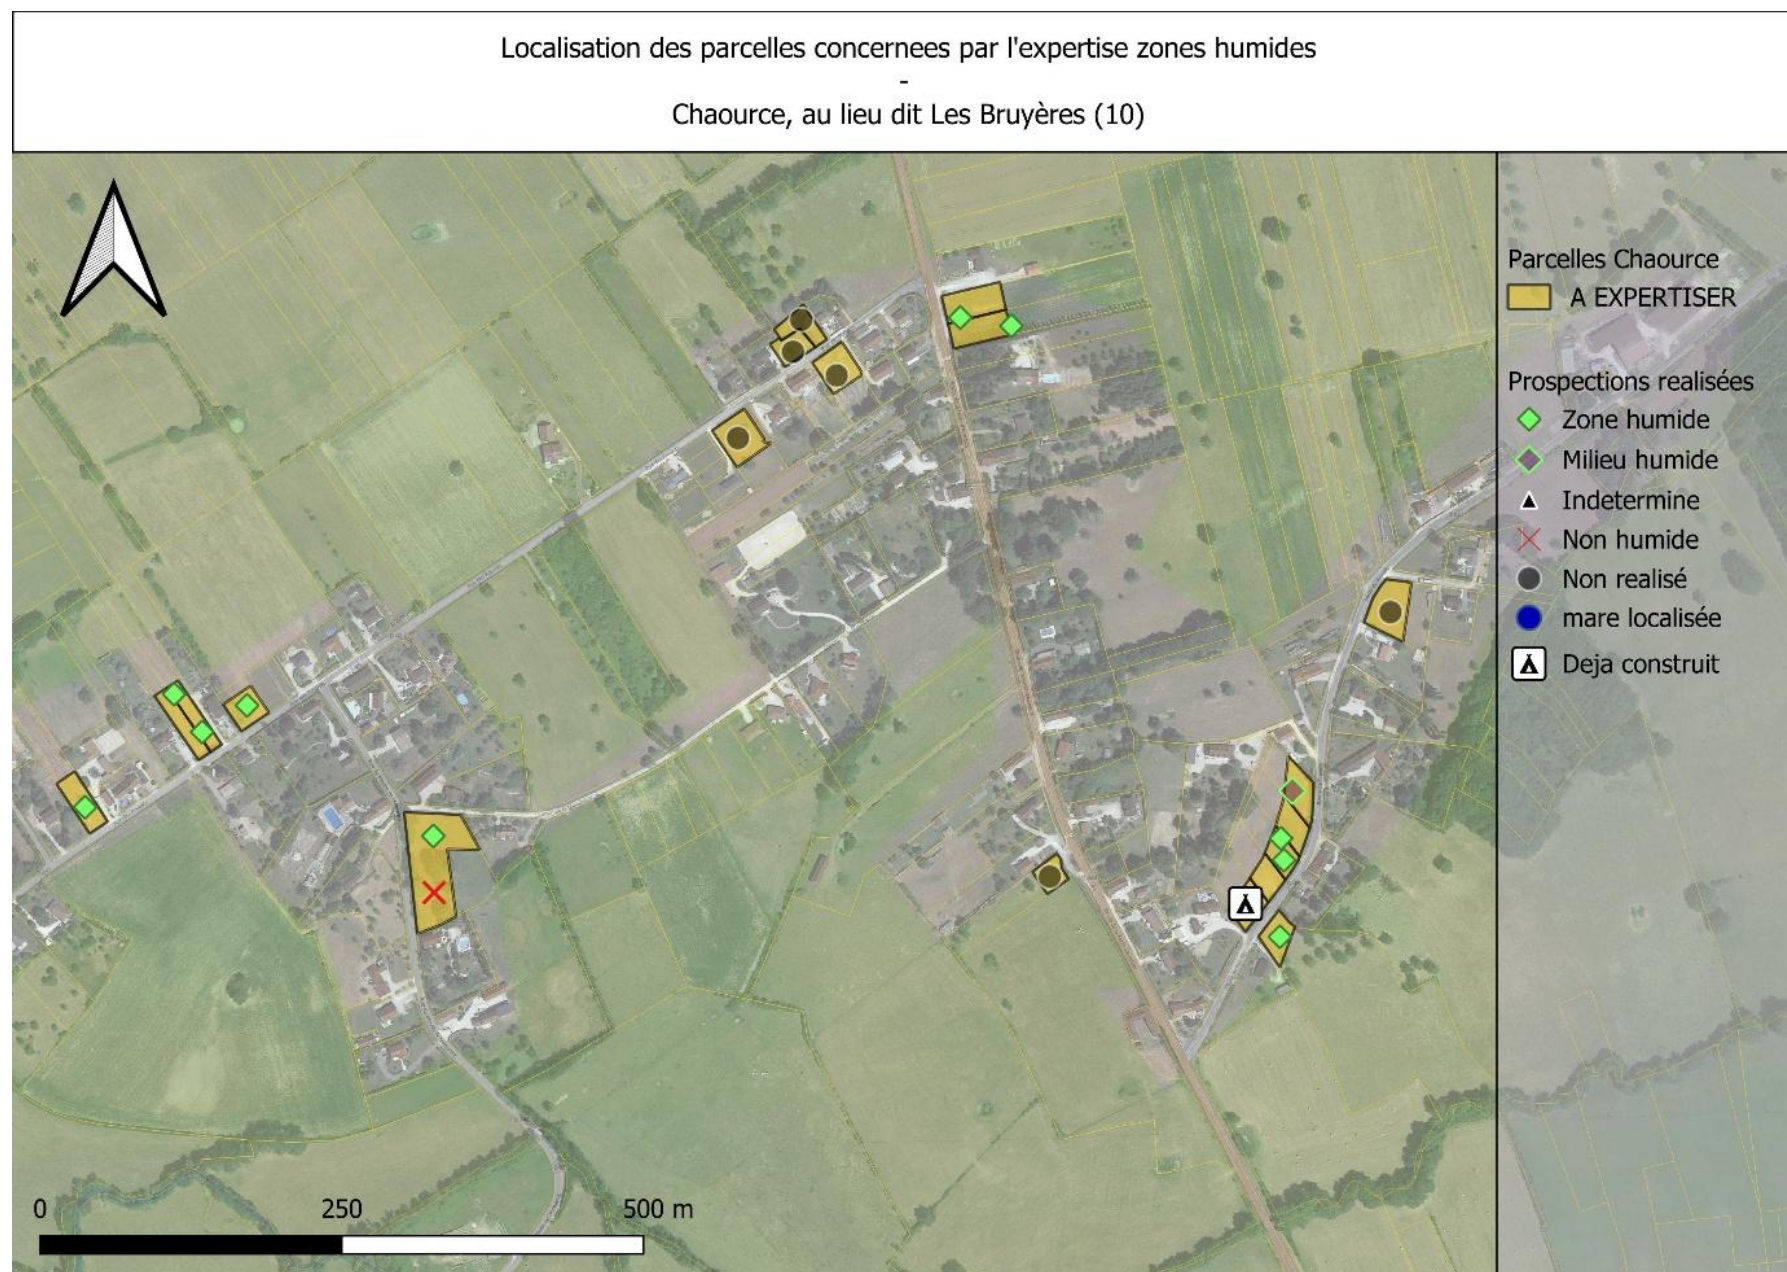 Localisation des parcelles concernees par l'expertise zones humides
-
Chaource, au lieu dit Les Bruyères (10)
Parcelles Chaource
A EXPERTISER
Prospections realisées
Zone humide
Milieu humide
Indetermine
Non humide
Non realisé
mare localisée
Deja construit
0 250 500 m